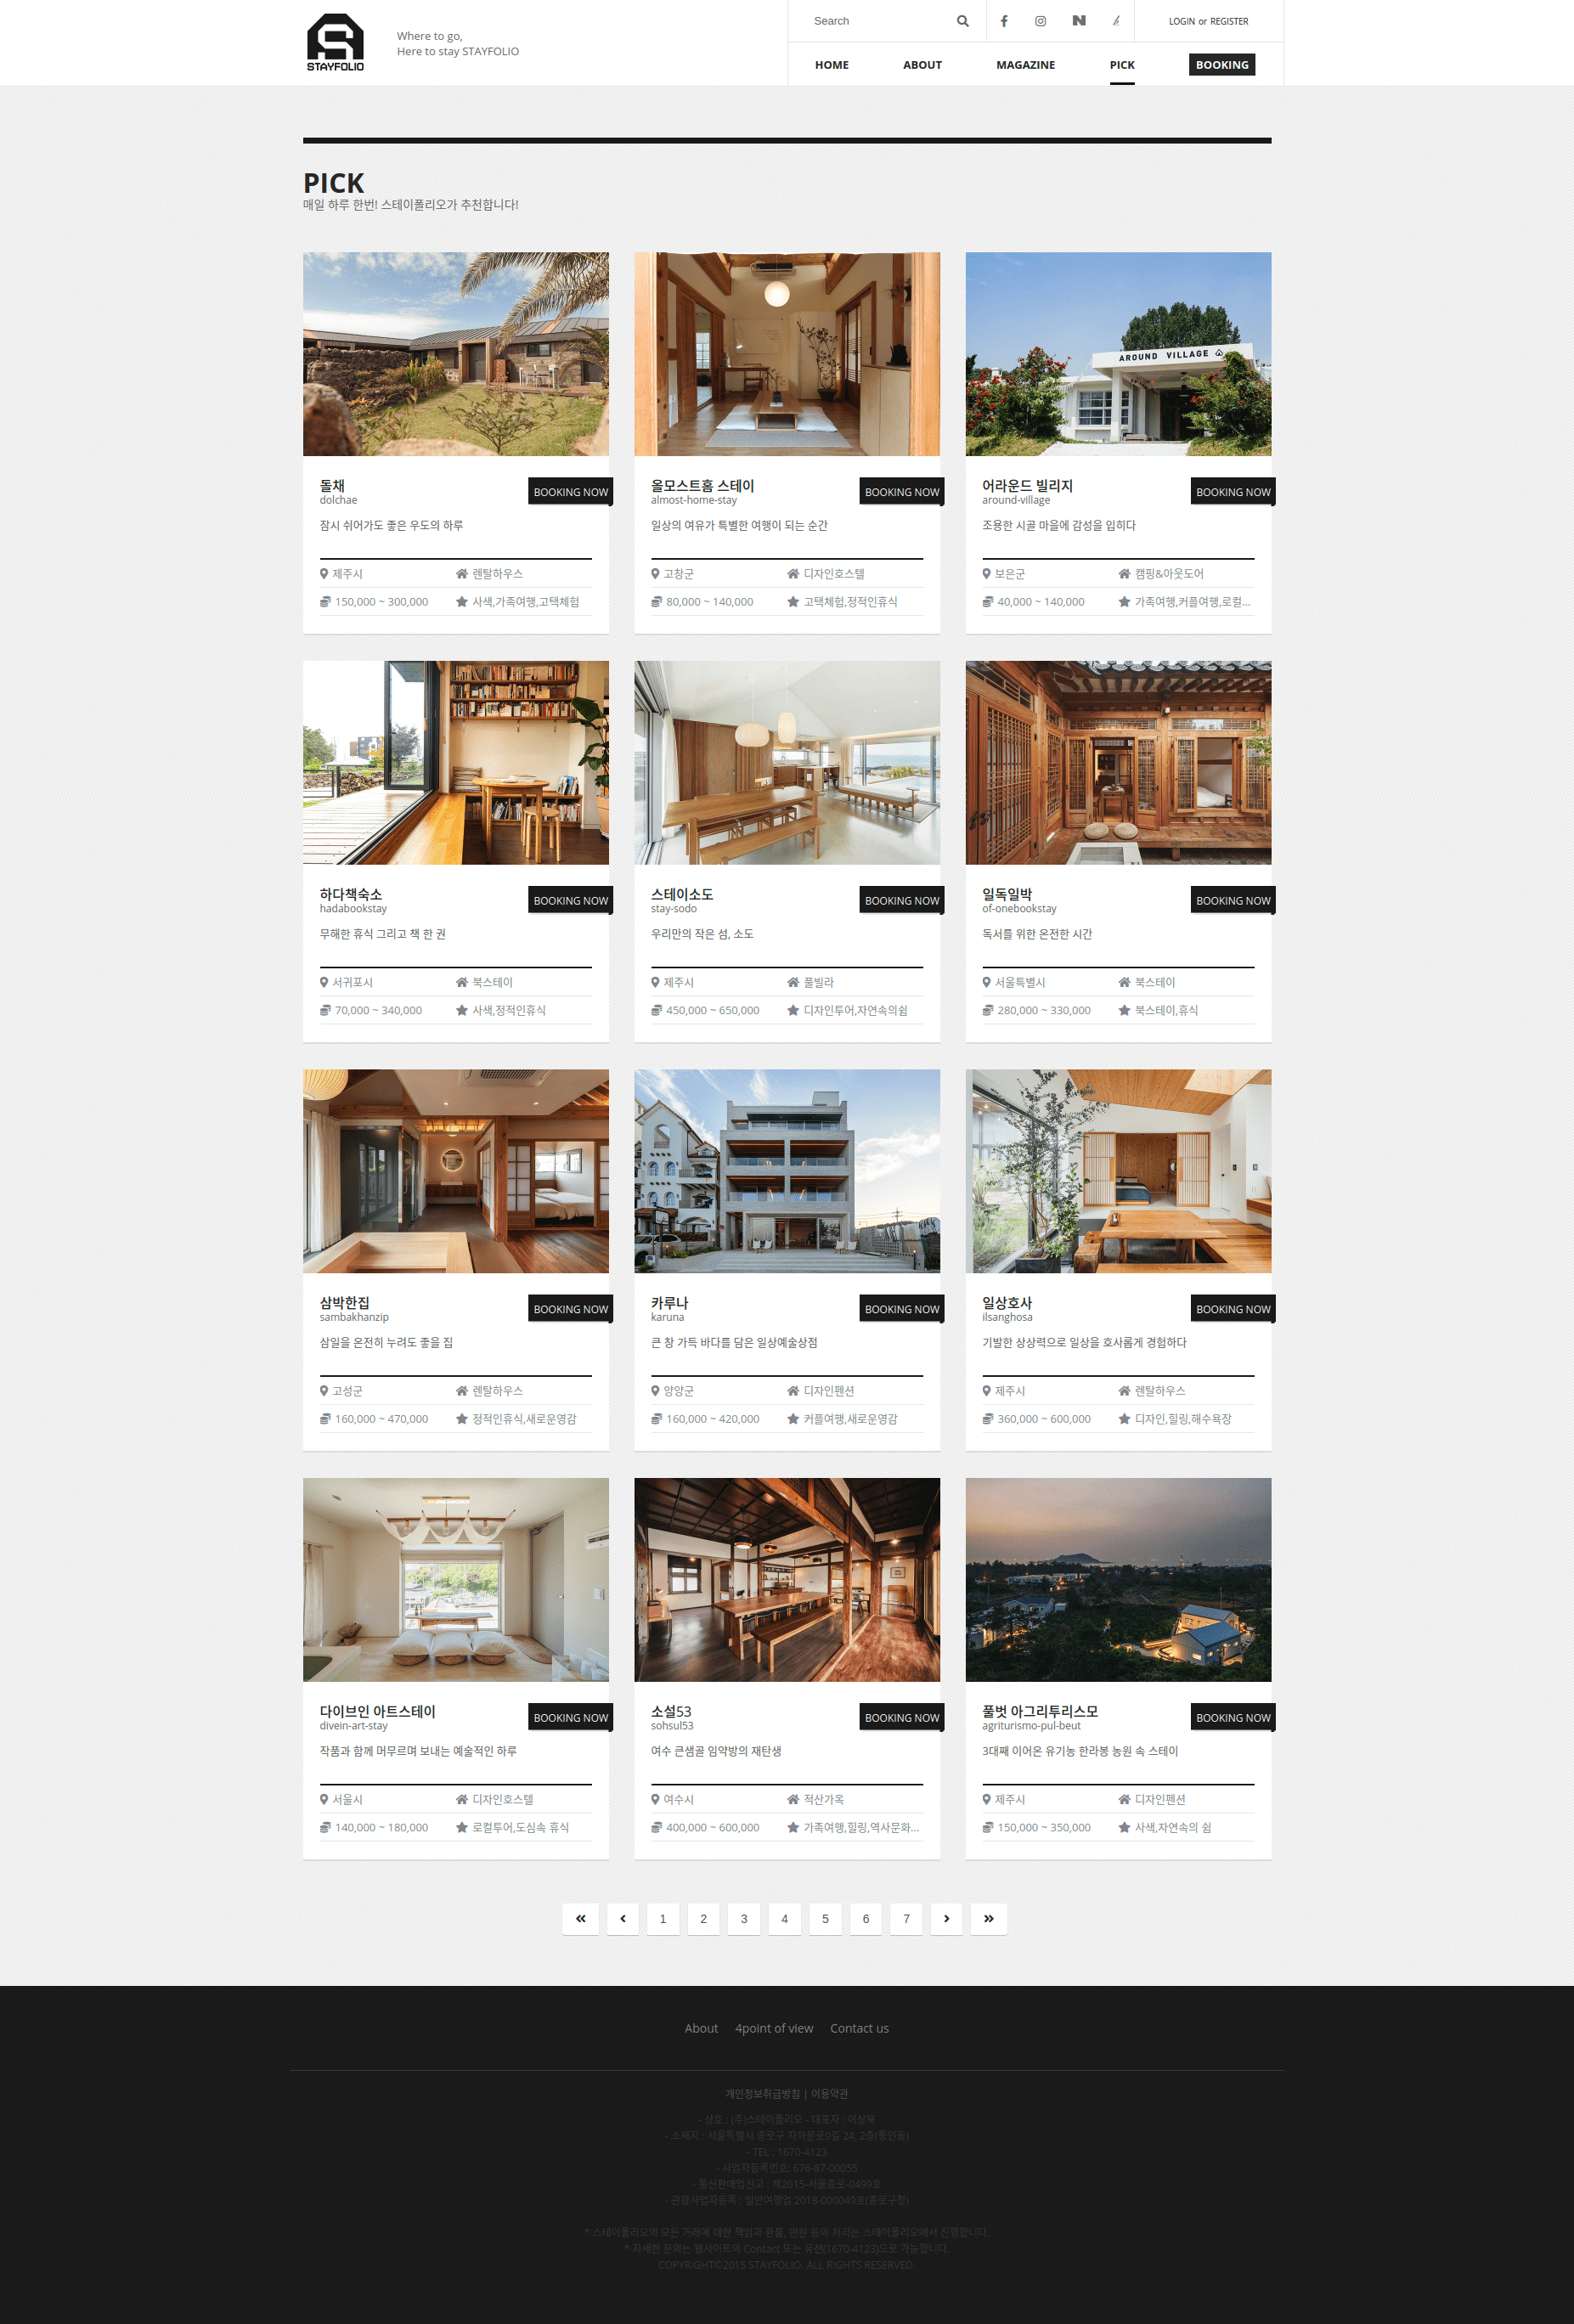 STAYFOLIO
Where to go,
Here to stay STAYFOLIO
Search
LOGIN or REGISTER
HOME ABOUT MAGAZINE PICK BOOKING
PICK
매일 하루 한번! 스테이폴리오가 추천합니다!
AROUND VILLAGE
돌채
dolchae
BOOKING NOW
잠시 쉬어가도 좋은 우도의 하루
제주시 렌탈하우스
150,000 ~ 300,000 사색,가족여행,고택체험
올모스트홈 스테이
almost-home-stay
BOOKING NOW
일상의 여유가 특별한 여행이 되는 순간
고창군 디자인호스텔
80,000 ~ 140,000 고택체험,정적인휴식
어라운드 빌리지
around-village
BOOKING NOW
조용한 시골 마을에 감성을 입히다
보은군 캠핑&아웃도어
40,000 ~ 140,000 가족여행,커플여행,로컬...
하다책숙소
hadabookstay
BOOKING NOW
무해한 휴식 그리고 책 한 권
서귀포시 북스테이
70,000 ~ 340,000 사색,정적인휴식
스테이소도
stay-sodo
BOOKING NOW
우리만의 작은 섬, 소도
제주시 풀빌라
450,000 ~ 650,000 디자인투어,자연속의쉼
일독일박
of-onebookstay
BOOKING NOW
독서를 위한 온전한 시간
서울특별시 북스테이
280,000 ~ 330,000 북스테이,휴식
삼박한집
sambakhanzip
BOOKING NOW
삼일을 온전히 누려도 좋을 집
고성군 렌탈하우스
160,000 ~ 470,000 정적인휴식,새로운영감
카루나
karuna
BOOKING NOW
큰 창 가득 바다를 담은 일상예술상점
양양군 디자인펜션
160,000 ~ 420,000 커플여행,새로운영감
일상호사
ilsanghosa
BOOKING NOW
기발한 상상력으로 일상을 호사롭게 경험하다
제주시 렌탈하우스
360,000 ~ 600,000 디자인,힐링,해수욕장
다이브인 아트스테이
divein-art-stay
BOOKING NOW
작품과 함께 머무르며 보내는 예술적인 하루
서울시 디자인호스텔
140,000 ~ 180,000 로컬투어,도심속 휴식
소설53
sohsul53
BOOKING NOW
여수 큰샘골 임약방의 재탄생
여수시 적산가옥
400,000 ~ 600,000 가족여행,힐링,역사문화...
풀벗 아그리투리스모
agriturismo-pul-beut
BOOKING NOW
3대째 이어온 유기농 한라봉 농원 속 스테이
제주시 디자인펜션
150,000 ~ 350,000 사색,자연속의 쉼
1 2 3 4 5 6 7
About 4point of view Contact us
개인정보취급방침 | 이용약관
- 상호 : (주)스테이폴리오 - 대표자 : 이상묵
- 소재지 : 서울특별시 종로구 자하문로9길 24, 2층(통인동)
- TEL : 1670-4123
- 사업자등록번호: 676-87-00055
- 통신판매업신고 : 제2015-서울종로-0499호
- 관광사업자등록 : 일반여행업 2018-000049호(종로구청)
* 스테이폴리오의 모든 거래에 대한 책임과 환불, 민원 등의 처리는 스테이폴리오에서 진행합니다.
* 자세한 문의는 웹사이트의 Contact 또는 유선(1670-4123)으로 가능합니다.
COPYRIGHT©2015 STAYFOLIO. ALL RIGHTS RESERVED.